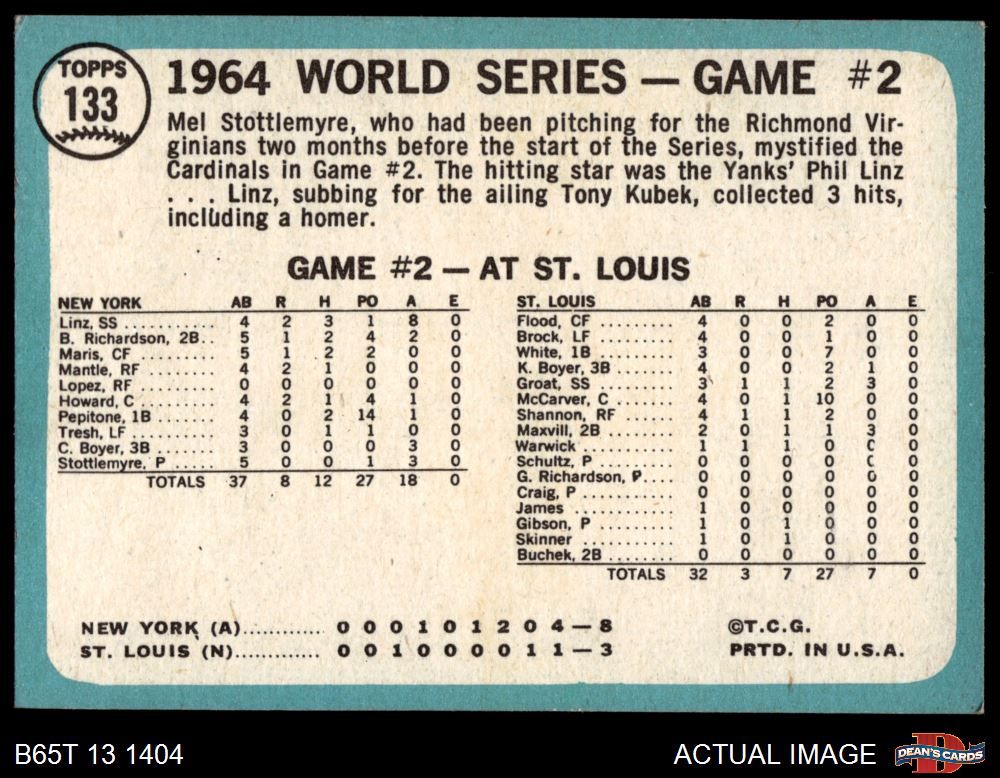 TOPPS
133
1964 WORLD SERIES — GAME #2
Mel Stottlemyre, who had been pitching for the Richmond Vir-
ginians two months before the start of the Series, mystified the
Cardinals in Game #2. The hitting star was the Yanks' Phil Linz
. . . Linz, subbing for the ailing Tony Kubek, collected 3 hits,
including a homer.
GAME #2 — AT ST. LOUIS
NEW YORK AB R H PO A E
Linz, SS ........... 4 2 3 1 8 0
B. Richardson, 2B.. 5 1 2 4 2 0
Maris, CF ......... 5 1 2 2 0 0
Mantle, RF ........ 4 2 1 0 0 0
Lopez, RF ......... 0 0 0 0 0 0
Howard, C ......... 4 2 1 4 1 0
Pepitone, 1B ....... 4 0 2 14 1 0
Tresh, LF .......... 3 0 1 1 0 0
C. Boyer, 3B ....... 3 0 0 0 3 0
Stottlemyre, P ..... 5 0 0 1 3 0
TOTALS 37 8 12 27 18 0
ST. LOUIS AB R H PO A E
Flood, CF ......... 4 0 0 2 0 0
Brock, LF ......... 4 0 0 1 0 0
White, 1B ......... 3 0 0 7 0 0
K. Boyer, 3B ....... 4 0 0 2 1 0
Groat, SS ......... 3 1 1 2 3 0
McCarver, C ....... 4 0 1 10 0 0
Shannon, RF ....... 4 1 1 2 0 0
Maxvill, 2B ........ 2 0 1 1 3 0
Warwick .......... 1 1 1 0 0 0
Schultz, P ......... 0 0 0 0 0 0
G. Richardson, P.... 0 0 0 0 0 0
Craig, P ........... 0 0 0 0 0 0
James ............ 1 0 0 0 0 0
Gibson, P ......... 1 0 1 0 0 0
Skinner ........... 1 0 1 0 0 0
Buchek, 2B ........ 0 0 0 0 0 0
TOTALS 32 3 7 27 7 0
NEW YORK (A)............. 0 0 0 1 0 1 2 0 4 — 8
ST. LOUIS (N)............. 0 0 1 0 0 0 0 1 1 — 3
©T.C.G.
PRTD. IN U.S.A.
B65T 13 1404
ACTUAL IMAGE
DEAN'S CARDS